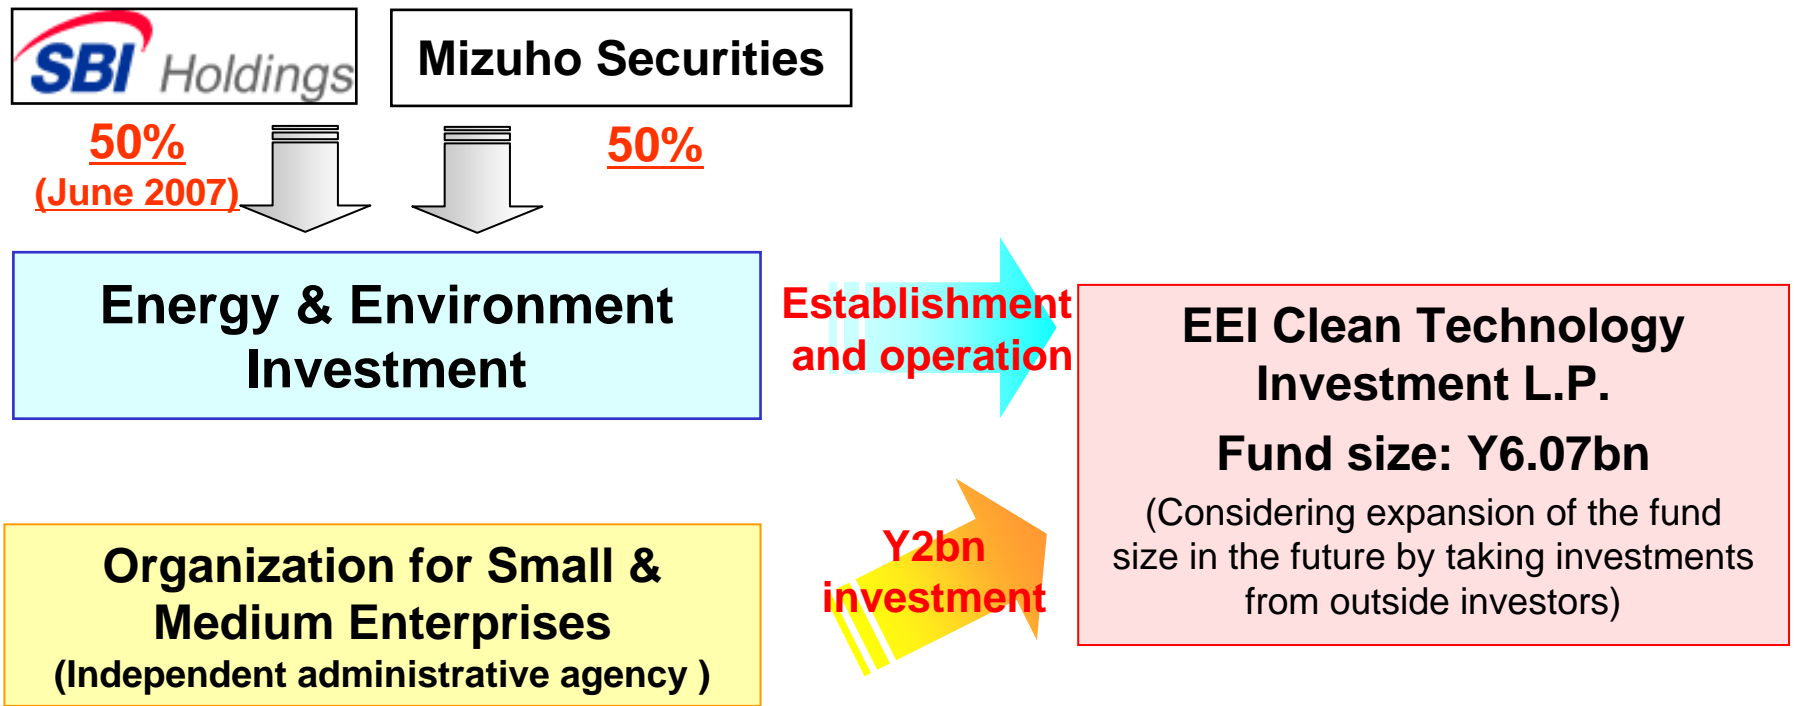 SBI Holdings
Mizuho Securities
50%
(June 2007)
50%
Energy & Environment
Investment
Establishment
and operation
EEI Clean Technology
Investment L.P.
Fund size: Y6.07bn
(Considering expansion of the fund
size in the future by taking investments
from outside investors)
Organization for Small &
Medium Enterprises
(Independent administrative agency )
Y2bn
investment